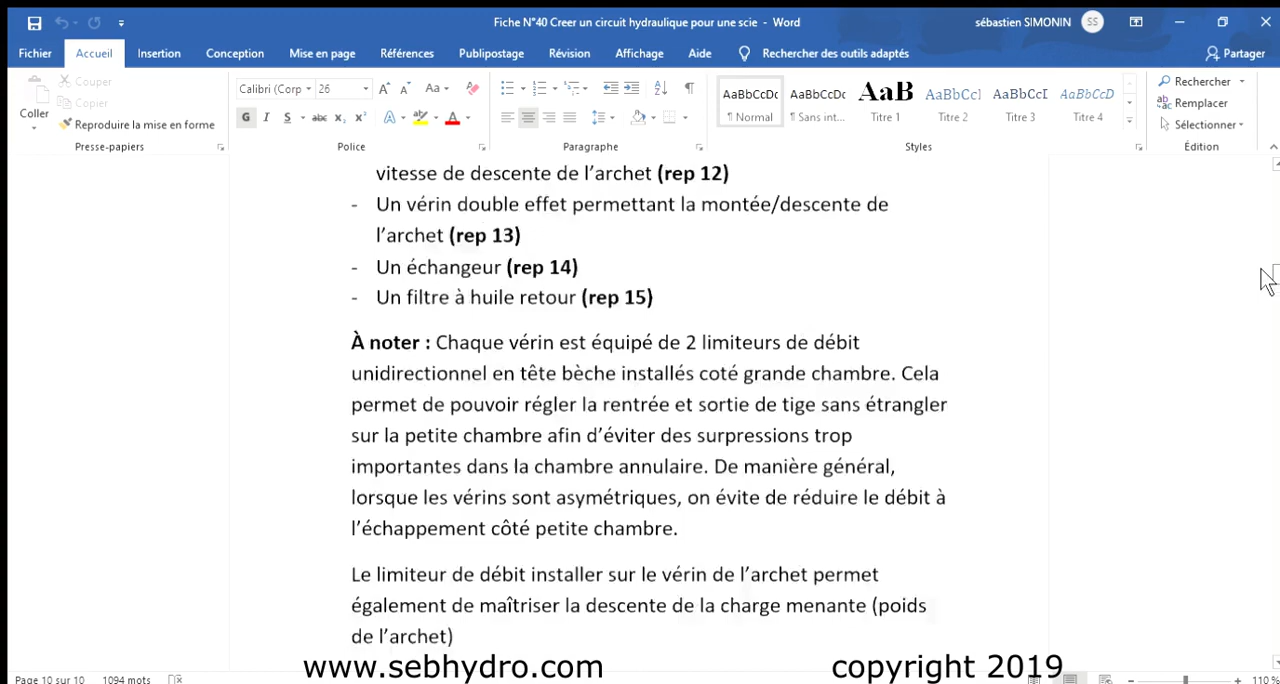 Fiche N°40 Creer un circuit hydraulique pour une scie - Word
sébastien SIMONIN SS
Fichier Accueil Insertion Conception Mise en page Références Publipostage Révision Affichage Aide Rechercher des outils adaptés Partager
Coller
Couper
Copier
Reproduire la mise en forme
Presse-papiers
Calibri (Corp 26 Aa
G I S abc x₂ x² A ab A
Police
Paragraphe
AaBbCcDc AaBbCcDc AaB AaBbCcI AaBbCcI AaBbCcD
¶ Normal ¶ Sans int... Titre 1 Titre 2 Titre 3 Titre 4
Styles
Rechercher
Remplacer
Sélectionner
Édition
vitesse de descente de l’archet (rep 12)
- Un vérin double effet permettant la montée/descente de
l’archet (rep 13)
- Un échangeur (rep 14)
- Un filtre à huile retour (rep 15)
À noter : Chaque vérin est équipé de 2 limiteurs de débit
unidirectionnel en tête bèche installés coté grande chambre. Cela
permet de pouvoir régler la rentrée et sortie de tige sans étrangler
sur la petite chambre afin d’éviter des surpressions trop
importantes dans la chambre annulaire. De manière général,
lorsque les vérins sont asymétriques, on évite de réduire le débit à
l’échappement côté petite chambre.
Le limiteur de débit installer sur le vérin de l’archet permet
également de maîtriser la descente de la charge menante (poids
de l’archet)
www.sebhydro.com copyright 2019
Page 10 sur 10 1094 mots 110 %